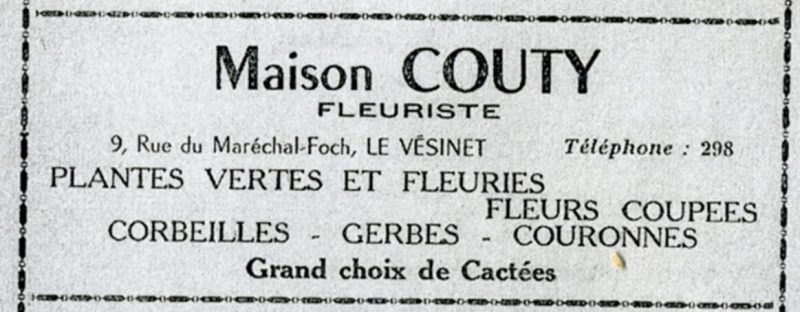 Maison COUTY
FLEURISTE
9, Rue du Maréchal-Foch, LE VÉSINET Téléphone : 298
PLANTES VERTES ET FLEURIES
FLEURS COUPEES
CORBEILLES - GERBES - COURONNES
Grand choix de Cactées